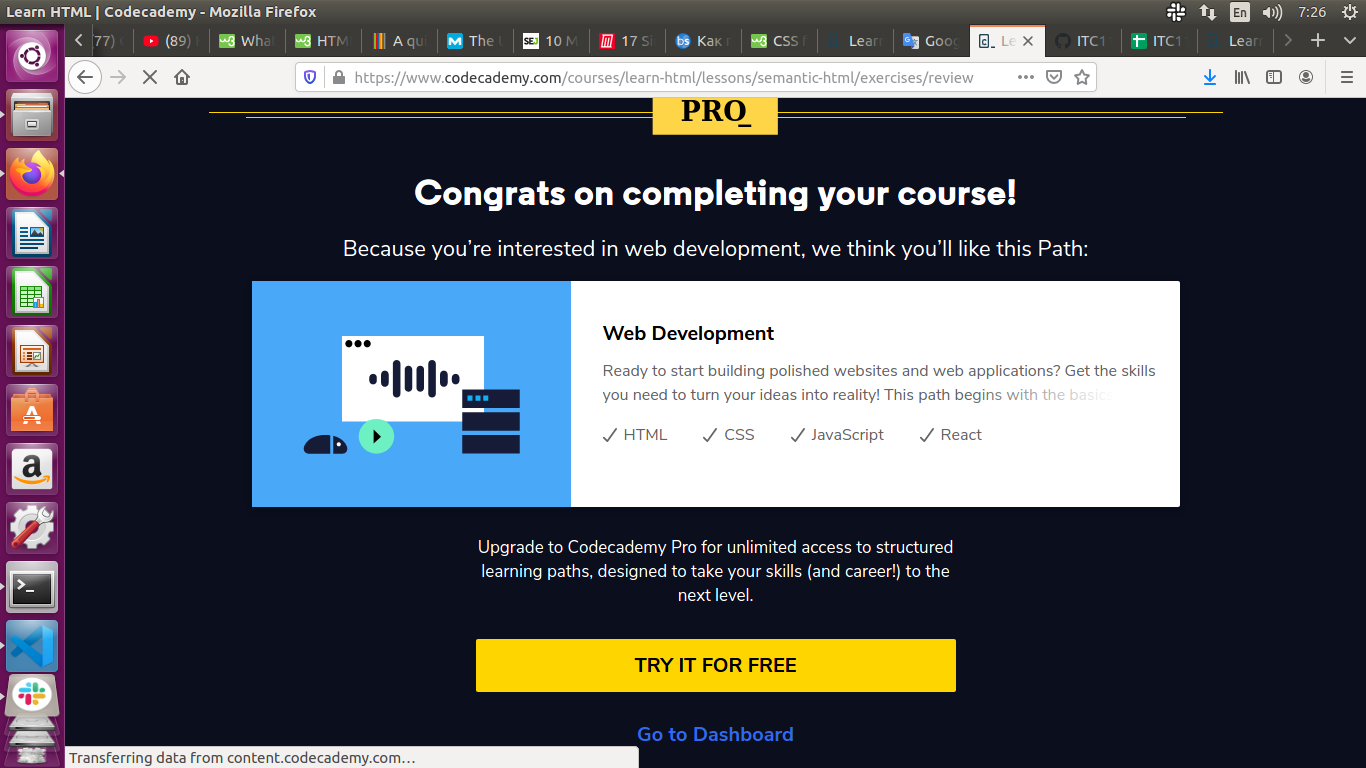 Learn HTML | Codecademy - Mozilla Firefox
En
7:26
77)
(89)
What
HTM
A qu
The
SEJ
10 M
17 Si
bs
Как
CSS
Learn
Goog
c_
Le
ITC1
ITC1
Learn
https://www.codecademy.com/courses/learn-html/lessons/semantic-html/exercises/review
PRO_
Congrats on completing your course!
Because you’re interested in web development, we think you’ll like this Path:
Web Development
Ready to start building polished websites and web applications? Get the skills
you need to turn your ideas into reality! This path begins with the basics
HTML
CSS
JavaScript
React
Upgrade to Codecademy Pro for unlimited access to structured
learning paths, designed to take your skills (and career!) to the
next level.
TRY IT FOR FREE
Go to Dashboard
Transferring data from content.codecademy.com…